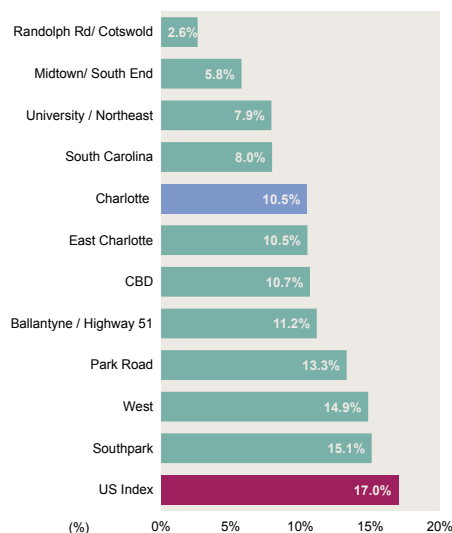 Randolph Rd/ Cotswold 2.6%
Midtown/ South End 5.8%
University / Northeast 7.9%
South Carolina 8.0%
Charlotte 10.5%
East Charlotte 10.5%
CBD 10.7%
Ballantyne / Highway 51 11.2%
Park Road 13.3%
West 14.9%
Southpark 15.1%
US Index 17.0%
(%) 0% 5% 10% 15% 20%